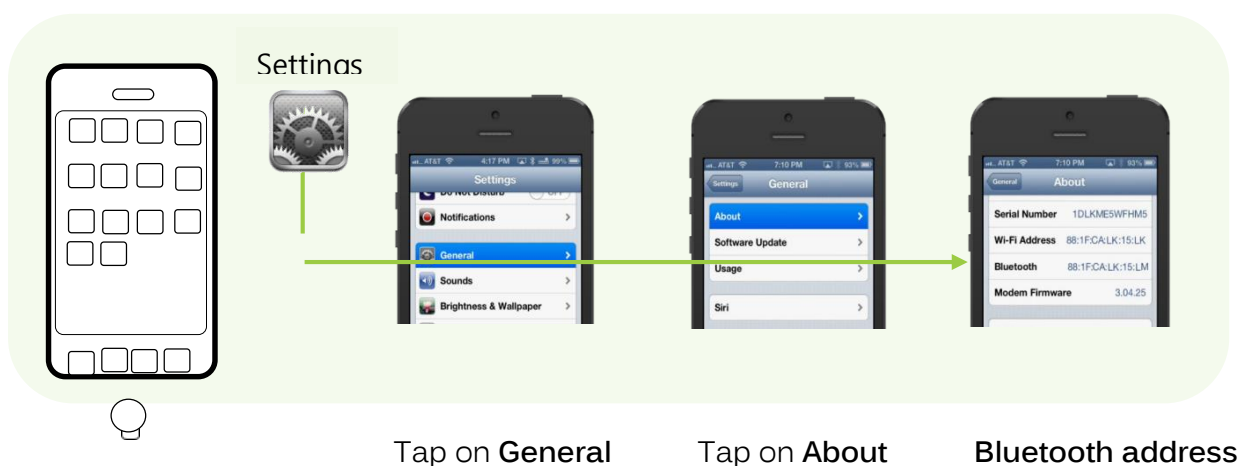 Settings
AT&T 4:17 PM 99%
Settings
Do Not Disturb OFF
Notifications
General
Sounds
Brightness & Wallpaper
AT&T 7:10 PM 93%
Settings General
About
Software Update
Usage
Siri
AT&T 7:10 PM 93%
General About
Serial Number 1DLKME5WFHM5
Wi-Fi Address 88:1F:CA:LK:15:LK
Bluetooth 88:1F:CA:LK:15:LM
Modem Firmware 3.04.25
Tap on General
Tap on About
Bluetooth address